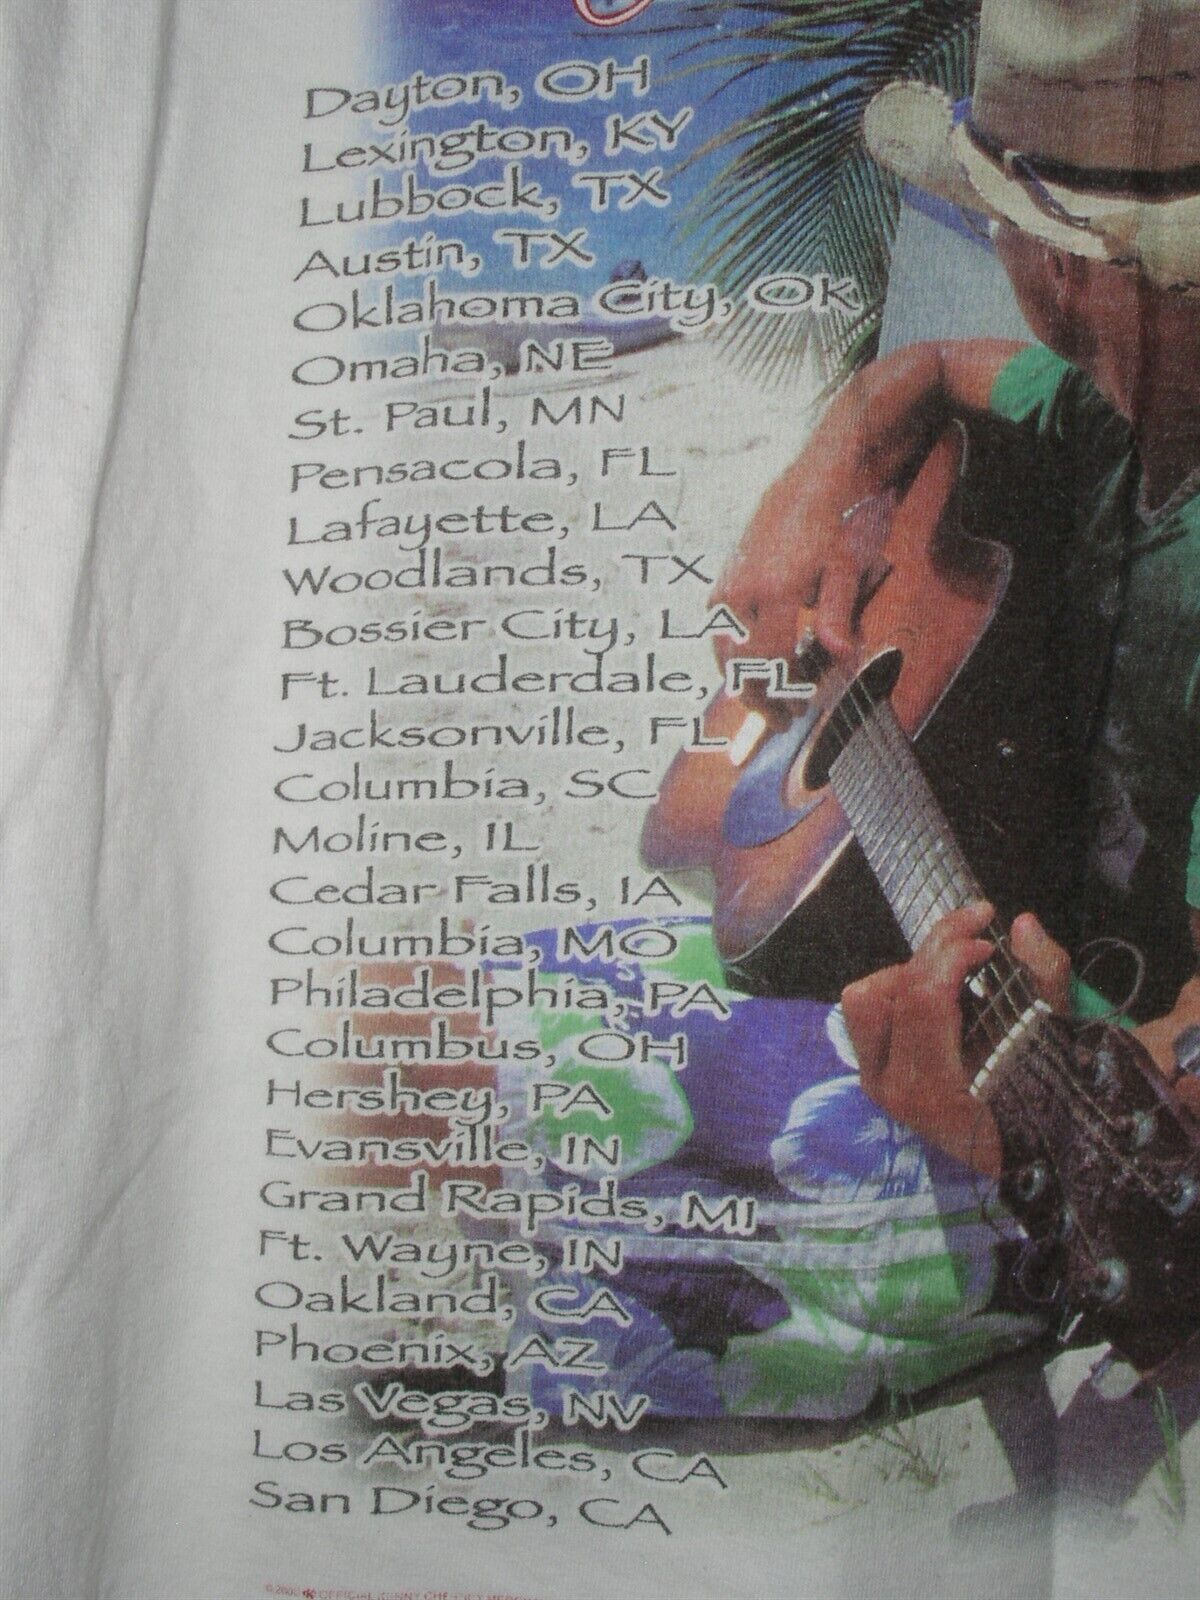 Dayton, OH
Lexington, KY
Lubbock, TX
Austin, TX
Oklahoma City, OK
Omaha, NE
St. Paul, MN
Pensacola, FL
Lafayette, LA
Woodlands, TX
Bossier City, LA
Ft. Lauderdale, FL
Jacksonville, FL
Columbia, SC
Moline, IL
Cedar Falls, IA
Columbia, MO
Philadelphia, PA
Columbus, OH
Hershey, PA
Evansville, IN
Grand Rapids, MI
Ft. Wayne, IN
Oakland, CA
Phoenix, AZ
Las Vegas, NV
Los Angeles, CA
San Diego, CA
OFFICIAL KENNY CHESNEY